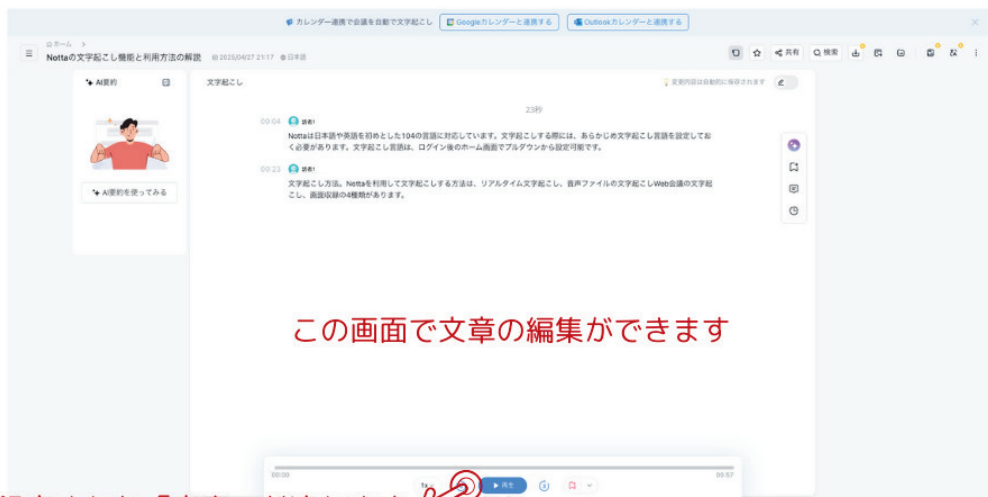 カレンダー連携で会議を自動で文字起こし Googleカレンダーと連携する Outlookカレンダーと連携する
ホーム >
Nottaの文字起こし機能と利用方法の解説 2025/04/27 21:17 日本語
共有 検索
AI要約
文字起こし
変更内容は自動的に保存されます
23秒
00:04 話者1
Nottaは日本語や英語を初めとした104の言語に対応しています。文字起こしする際には、あらかじめ文字起こし言語を設定してお
く必要があります。文字起こし言語は、ログイン後のホーム画面でプルダウンから設定可能です。
00:23 話者1
文字起こし方法。Nottaを利用して文字起こしする方法は、リアルタイム文字起こし、音声ファイルの文字起こしWeb会議の文字起
こし、画面収録の4種類があります。
AI要約を使ってみる
この画面で文章の編集ができます
00:00
1x
再生